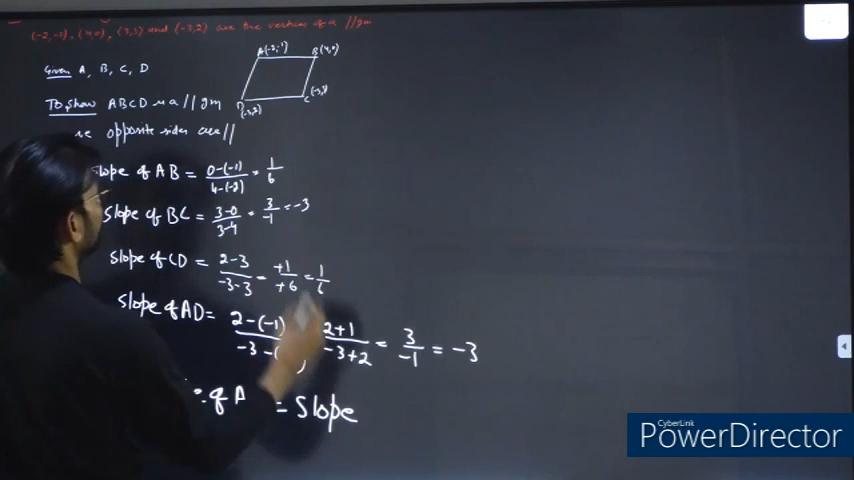 (-2,-1), (4,0), (3,3) and (-3,2) are the vertices of a //gm
Given A, B, C, D
A(-2,-1) B(4,0)
To show ABCD is a //gm
D(-3,2) C(3,3)
ie opposite sides are //
Slope of AB = 0-(-1)/4-(-2) = 1/6
Slope of BC = 3-0/3-4 = 3/-1 = -3
Slope of CD = 2-3/-3-3 = +1/+6 = 1/6
Slope of AD = 2-(-1)/-3-( 2+1/-3+2 = 3/-1 = -3
of A = Slope
CyberLink
PowerDirector